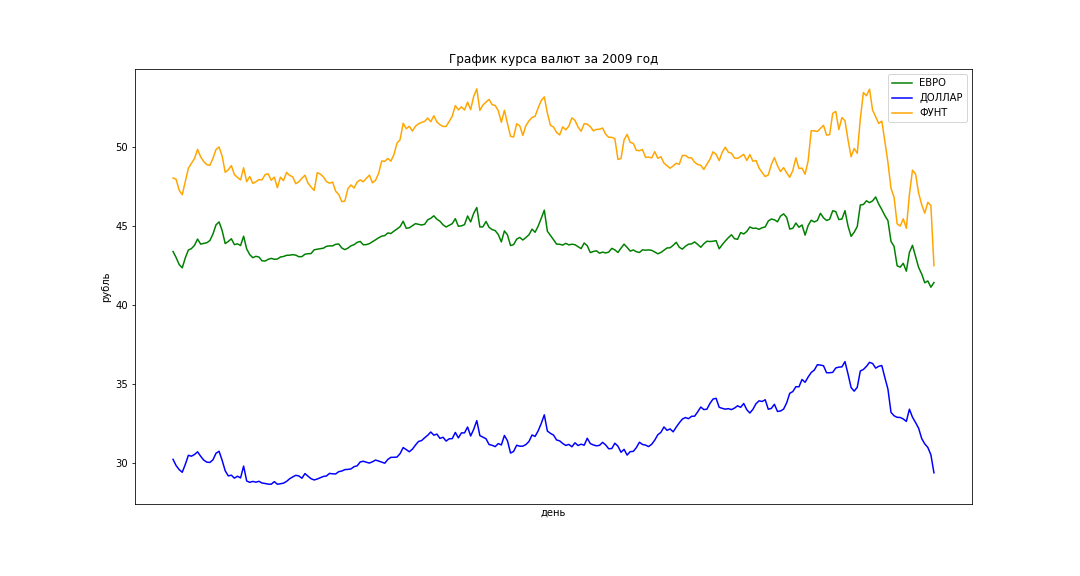 График курса валют за 2009 год
ЕВРО
ДОЛЛАР
ФУНТ
50
45
40
35
30
рубль
день